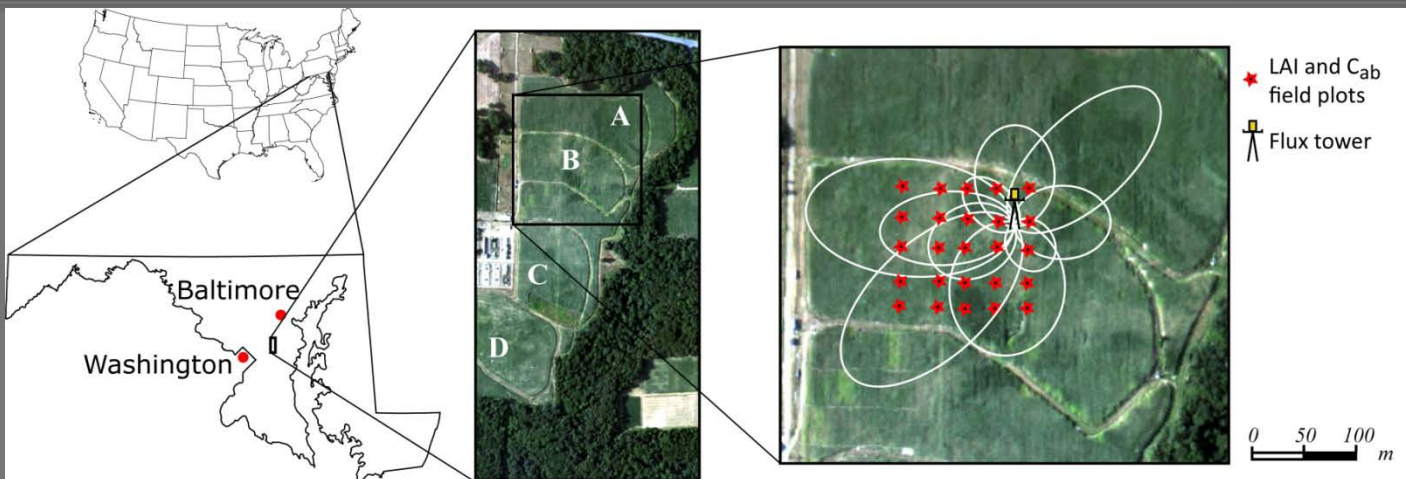 Baltimore
Washington
A
B
C
D
LAI and Cab
field plots
Flux tower
0 50 100
m